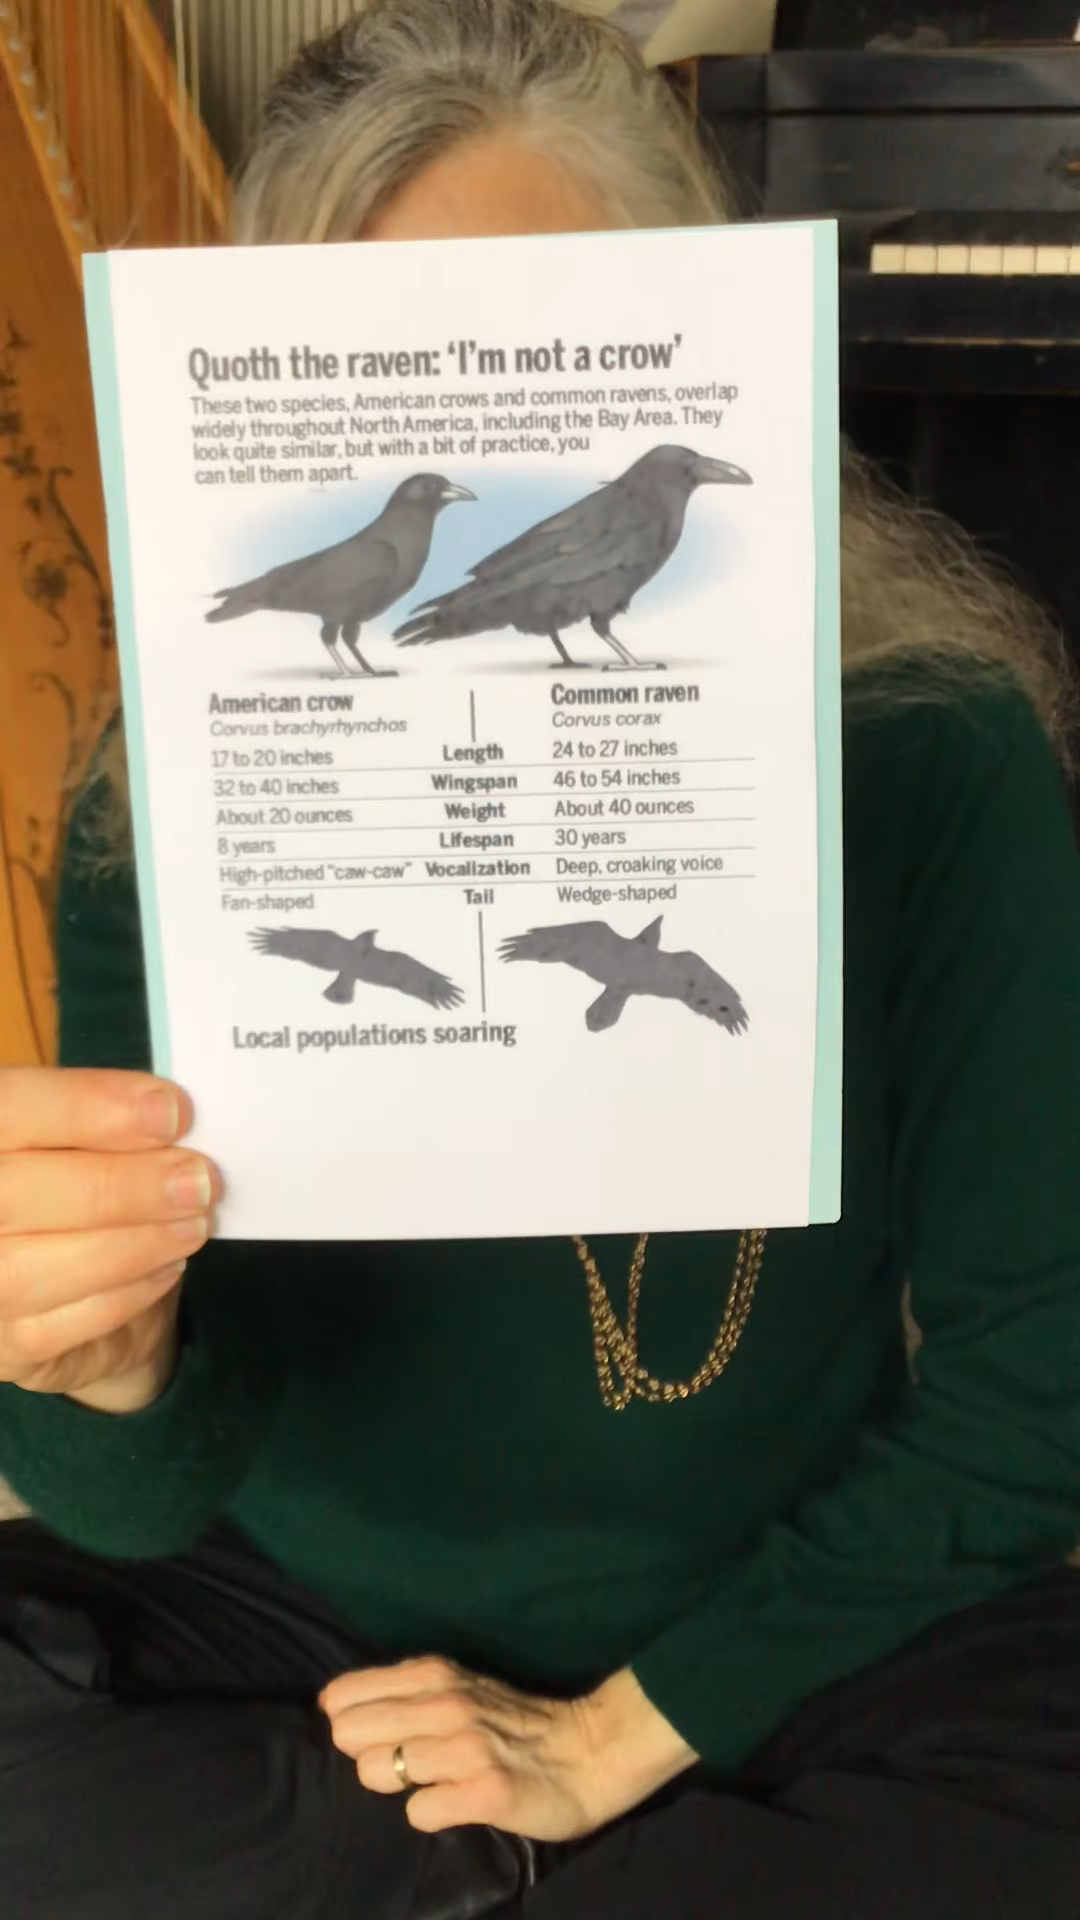 Quoth the raven: ‘I’m not a crow’
These two species, American crows and common ravens, overlap
widely throughout North America, including the Bay Area. They
look quite similar, but with a bit of practice, you
can tell them apart.
American crow Common raven
Corvus brachyrhynchos Corvus corax
17 to 20 inches Length 24 to 27 inches
32 to 40 inches Wingspan 46 to 54 inches
About 20 ounces Weight About 40 ounces
8 years Lifespan 30 years
High-pitched "caw-caw" Vocalization Deep, croaking voice
Fan-shaped Tail Wedge-shaped
Local populations soaring